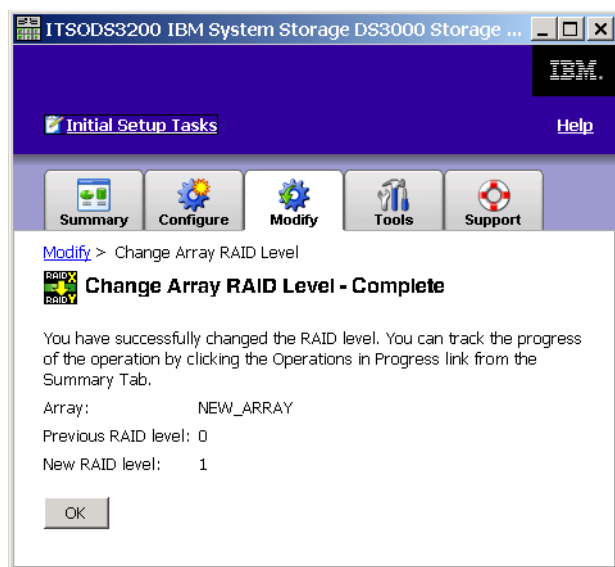 ITSODS3200 IBM System Storage DS3000 Storage ...
IBM.
Initial Setup Tasks Help
Summary Configure Modify Tools Support
Modify > Change Array RAID Level
RAID X
RAID Y
Change Array RAID Level - Complete
You have successfully changed the RAID level. You can track the progress
of the operation by clicking the Operations in Progress link from the
Summary Tab.
Array: NEW_ARRAY
Previous RAID level: 0
New RAID level: 1
OK